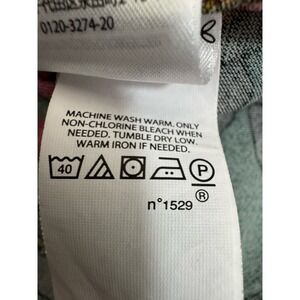 0120-3274-20
MACHINE WASH WARM. ONLY
NON-CHLORINE BLEACH WHEN
NEEDED. TUMBLE DRY LOW.
WARM IRON IF NEEDED.
40 P
®
n°1529